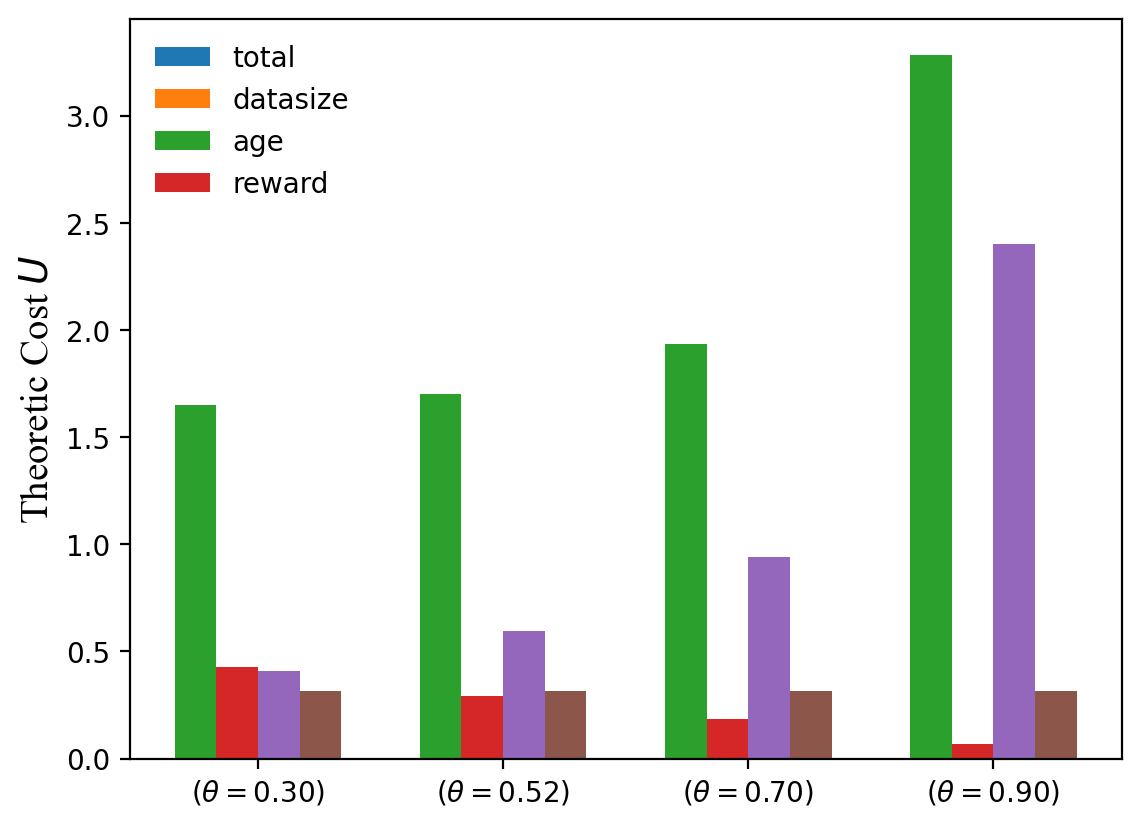 total
datasize
age
reward
Theoretic Cost U
3.0
2.5
2.0
1.5
1.0
0.5
0.0
(θ = 0.30)
(θ = 0.52)
(θ = 0.70)
(θ = 0.90)